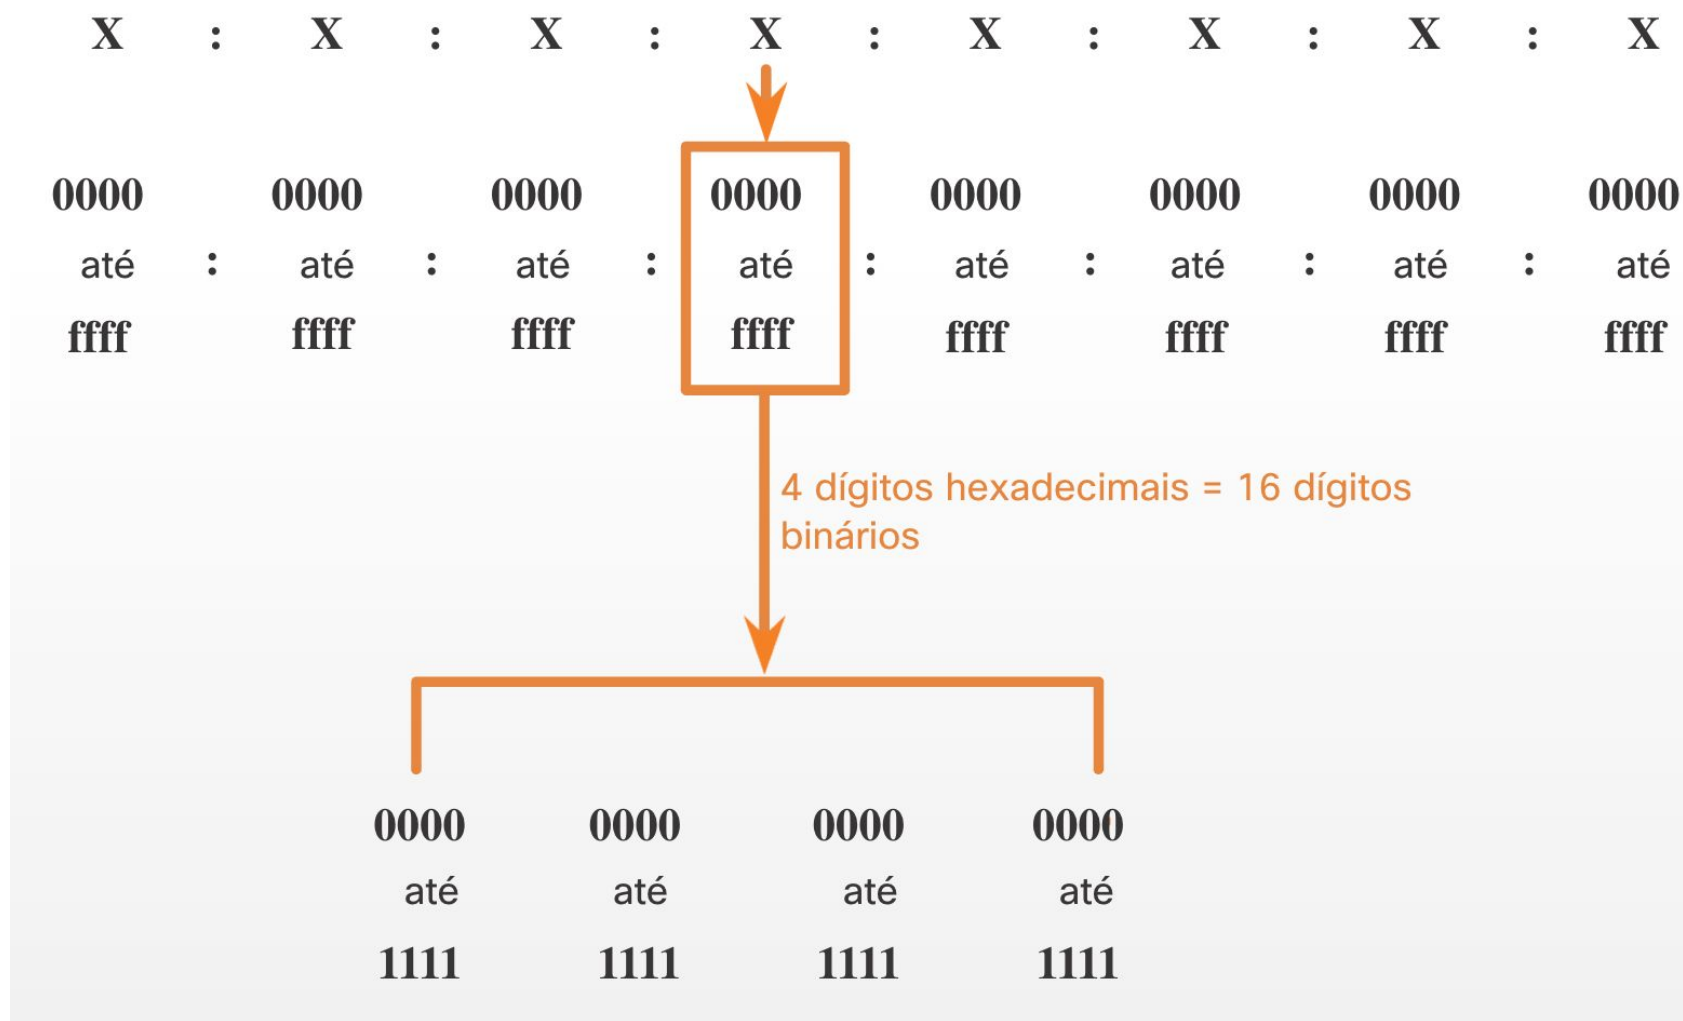 X : X : X : X : X : X : X : X
0000 0000 0000 0000 0000 0000 0000 0000
até : até : até : até : até : até : até : até
ffff ffff ffff ffff ffff ffff ffff ffff
4 dígitos hexadecimais = 16 dígitos
binários
0000 0000 0000 0000
até até até até
1111 1111 1111 1111